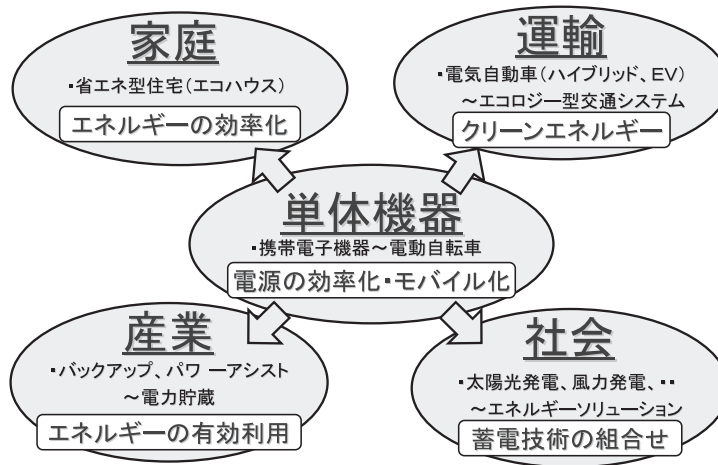 家庭
・省エネ型住宅(エコハウス)
エネルギーの効率化
運輸
・電気自動車(ハイブリッド、EV)
～エコロジー型交通システム
クリーンエネルギー
単体機器
・携帯電子機器～電動自転車
電源の効率化・モバイル化
産業
・バックアップ、パワーアシスト
～電力貯蔵
エネルギーの有効利用
社会
・太陽光発電、風力発電、・・
～エネルギーソリューション
蓄電技術の組合せ